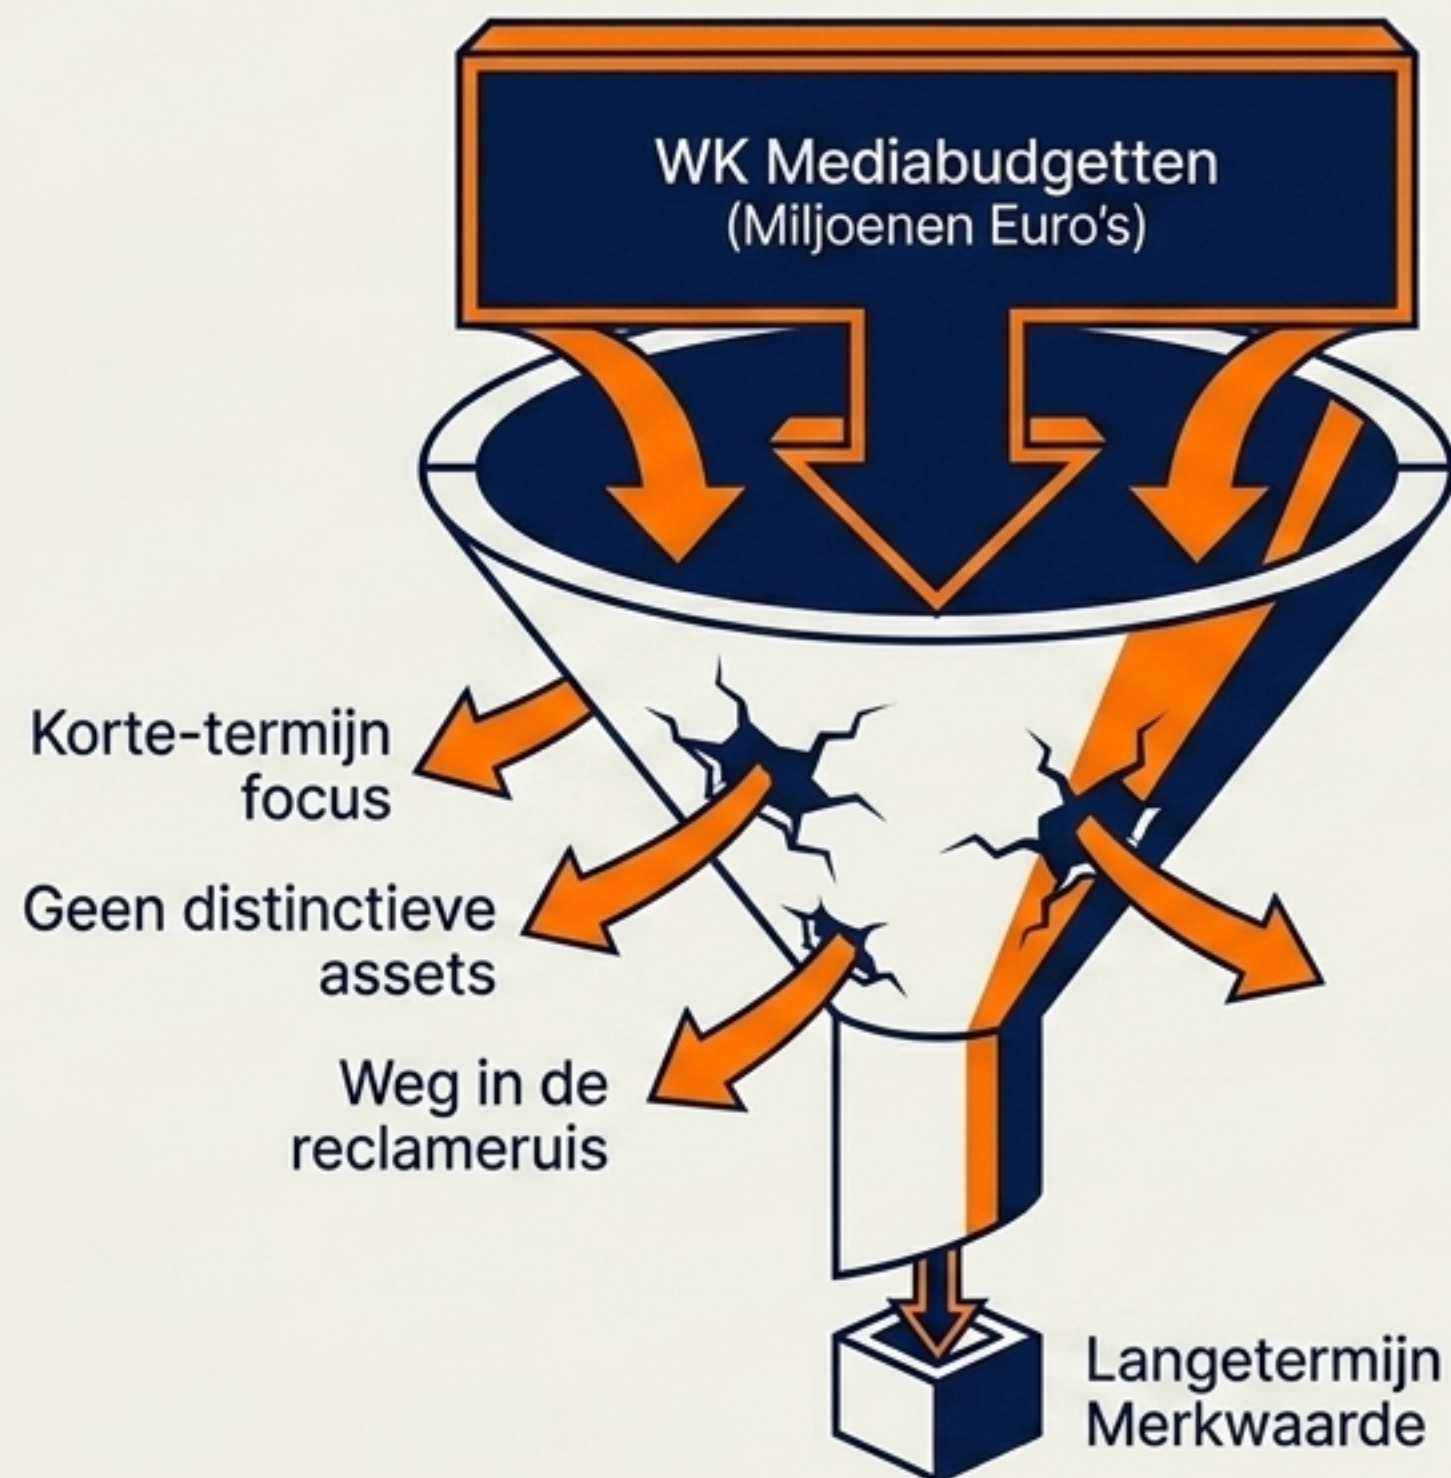 WK Mediabudgetten
(Miljoenen Euro's)
Korte-termijn
focus
Geen distinctieve
assets
Weg in de
reclameruis
Langetermijn
Merkwaarde